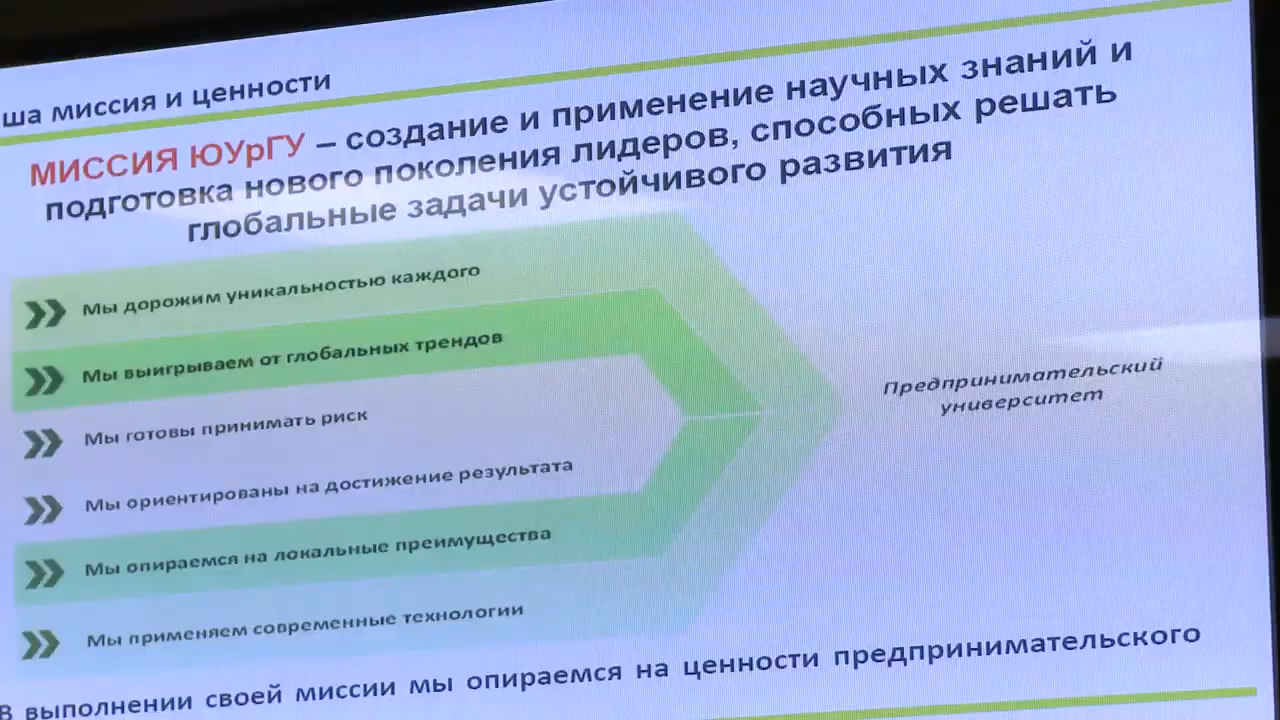 ша миссия и ценности
МИССИЯ ЮУрГУ – создание и применение научных знаний и
подготовка нового поколения лидеров, способных решать
глобальные задачи устойчивого развития
Мы дорожим уникальностью каждого
Мы выигрываем от глобальных трендов
Мы готовы принимать риск
Мы ориентированы на достижение результата
Мы опираемся на локальные преимущества
Мы применяем современные технологии
Предпринимательский
университет
В выполнении своей миссии мы опираемся на ценности предпринимательского